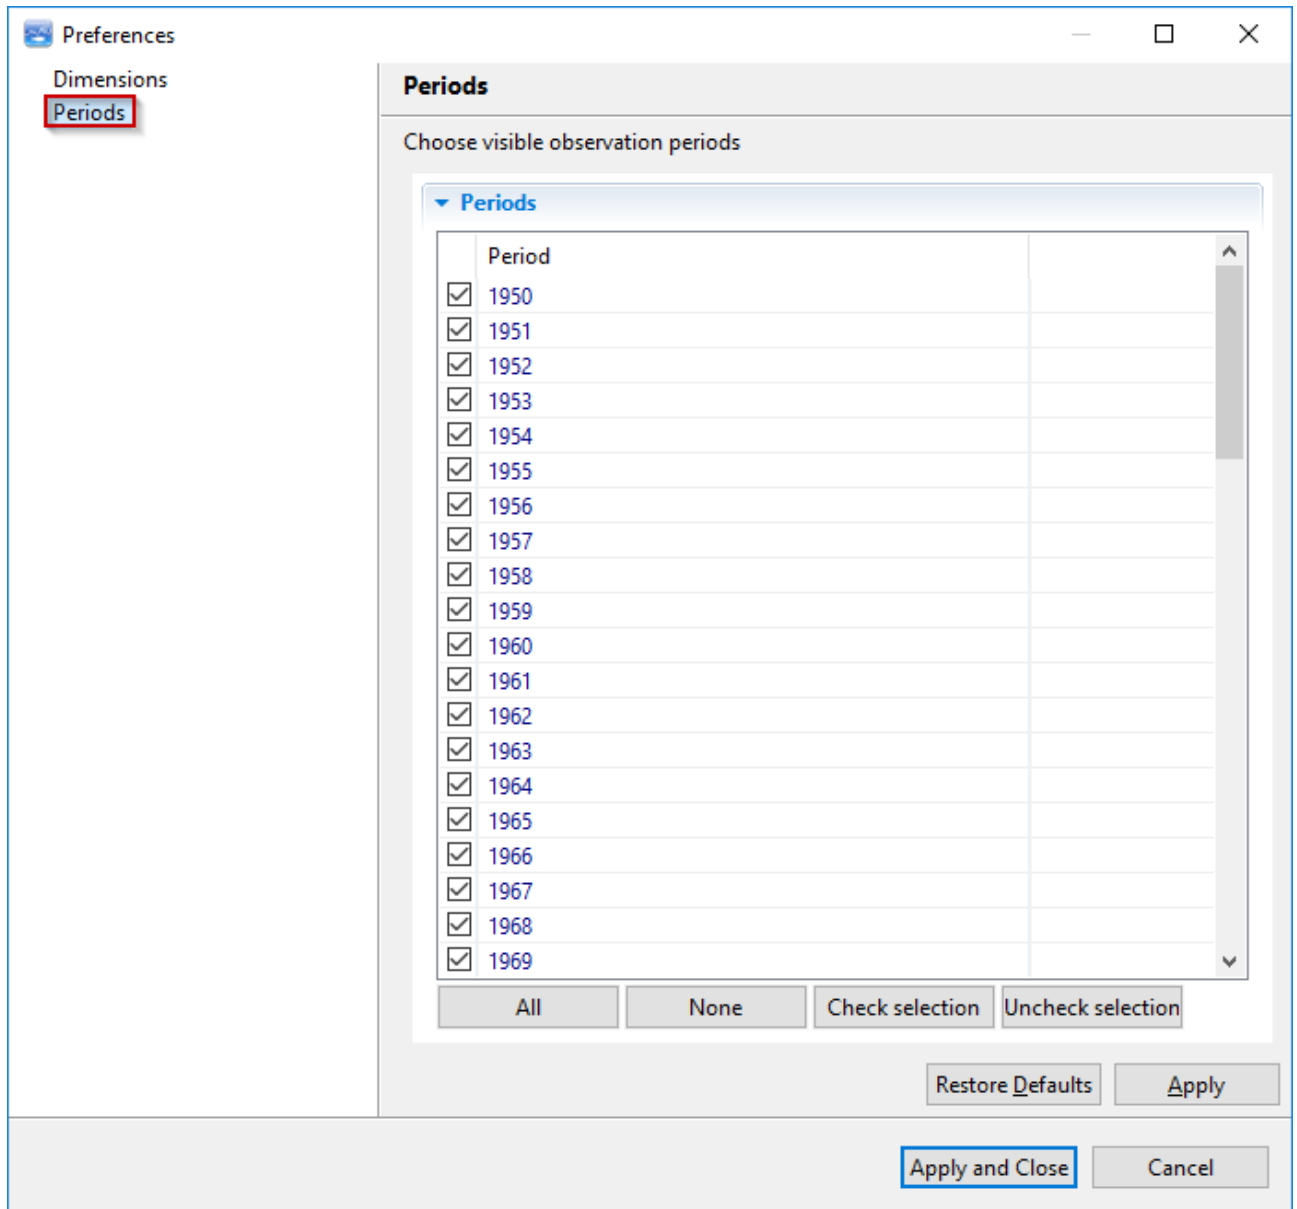 Preferences
Dimensions
Periods
Periods
Choose visible observation periods
Periods
Period
1950
1951
1952
1953
1954
1955
1956
1957
1958
1959
1960
1961
1962
1963
1964
1965
1966
1967
1968
1969
All None Check selection Uncheck selection
Restore Defaults Apply
Apply and Close Cancel